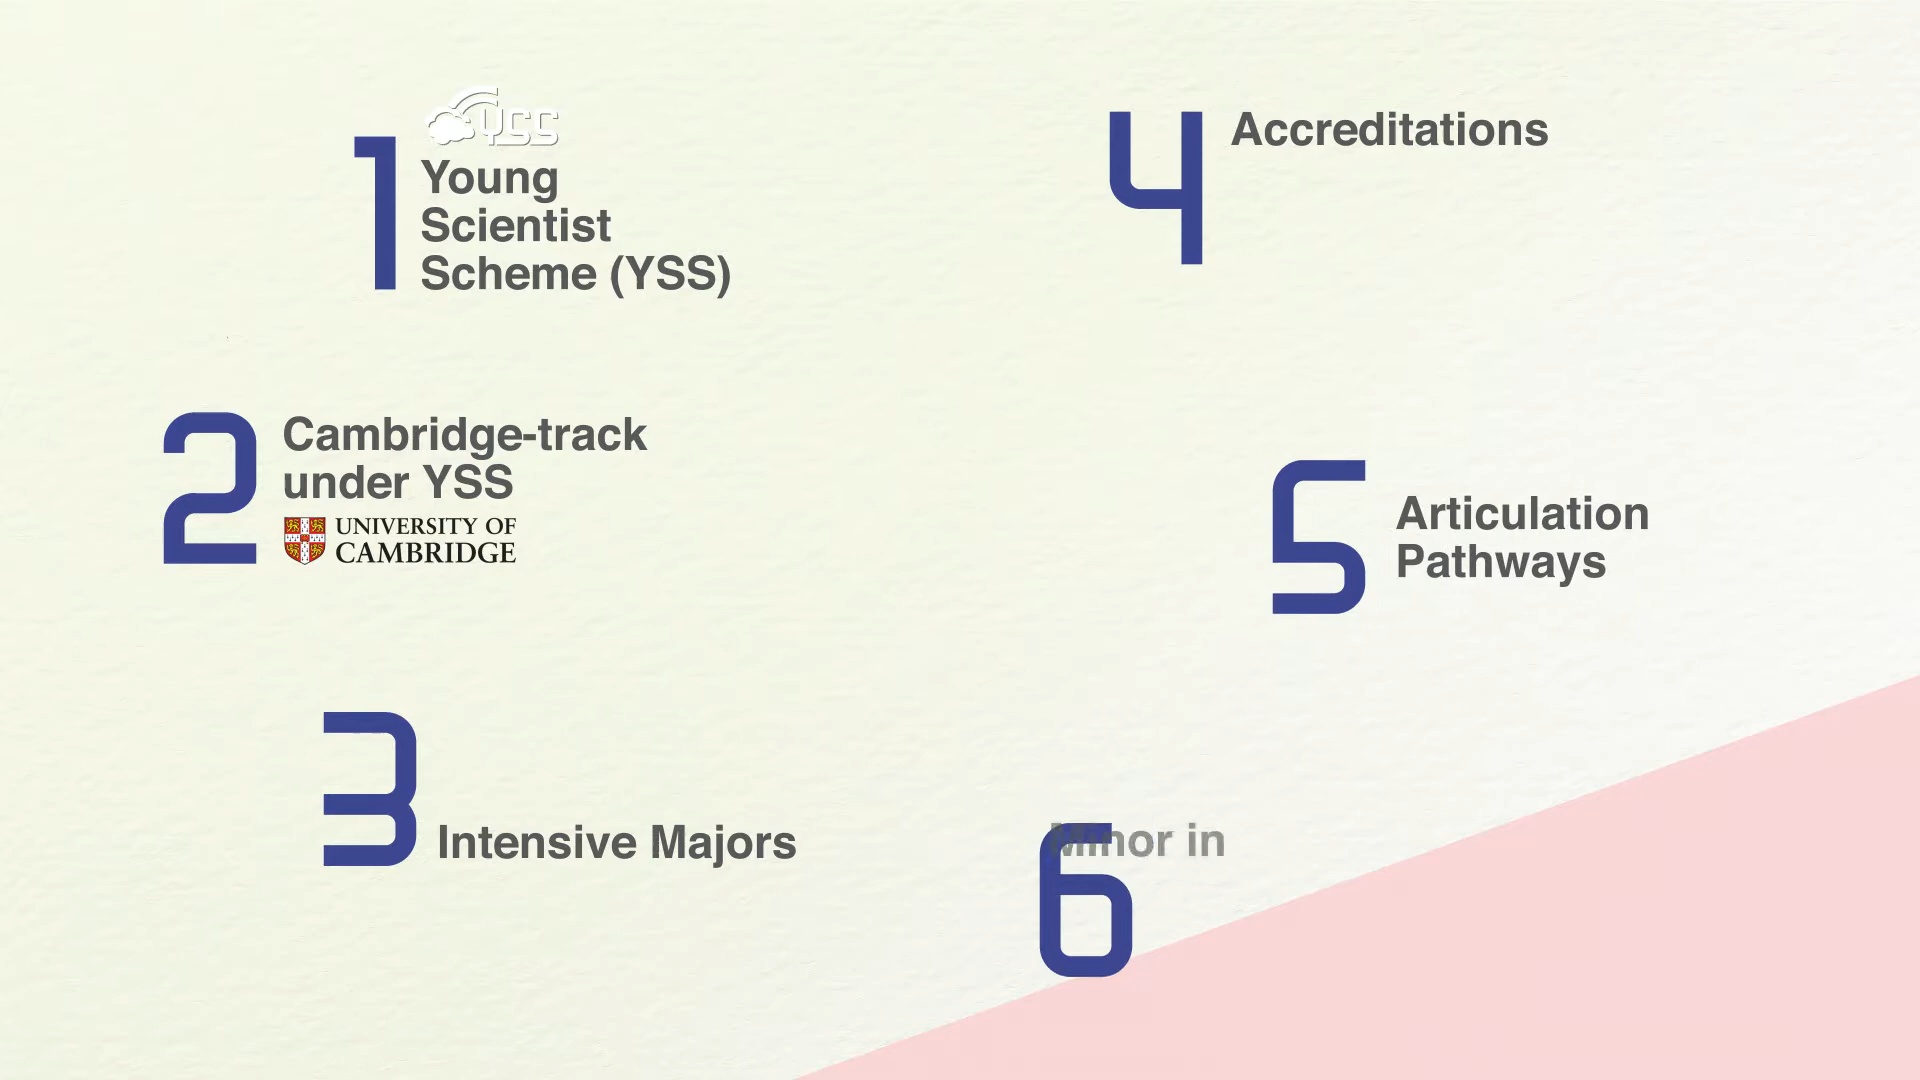 YSS
1
Young
Scientist
Scheme (YSS)
2
Cambridge-track
under YSS
UNIVERSITY OF
CAMBRIDGE
3
Intensive Majors
4
Accreditations
5
Articulation
Pathways
6
Minor in